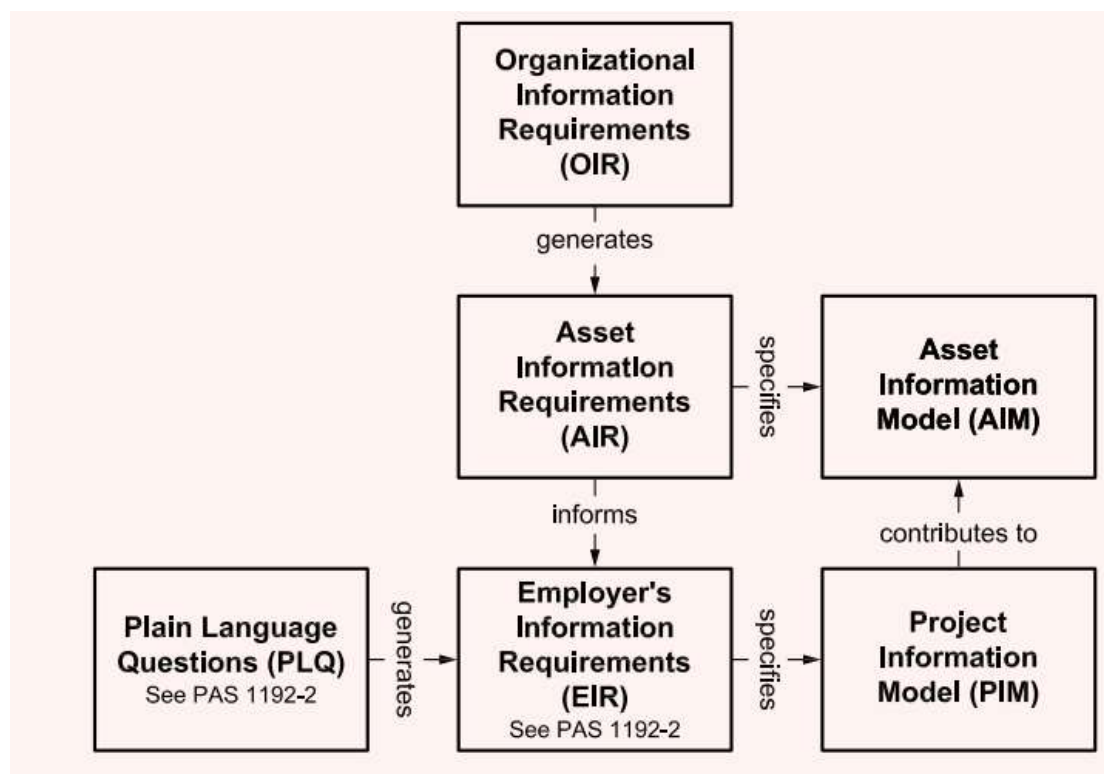 Organizational
Information
Requirements
(OIR)
generates
Asset
Information
Requirements
(AIR)
specifies
Asset
Information
Model (AIM)
informs
contributes to
Plain Language
Questions (PLQ)
See PAS 1192-2
generates
Employer's
Information
Requirements
(EIR)
See PAS 1192-2
specifies
Project
Information
Model (PIM)